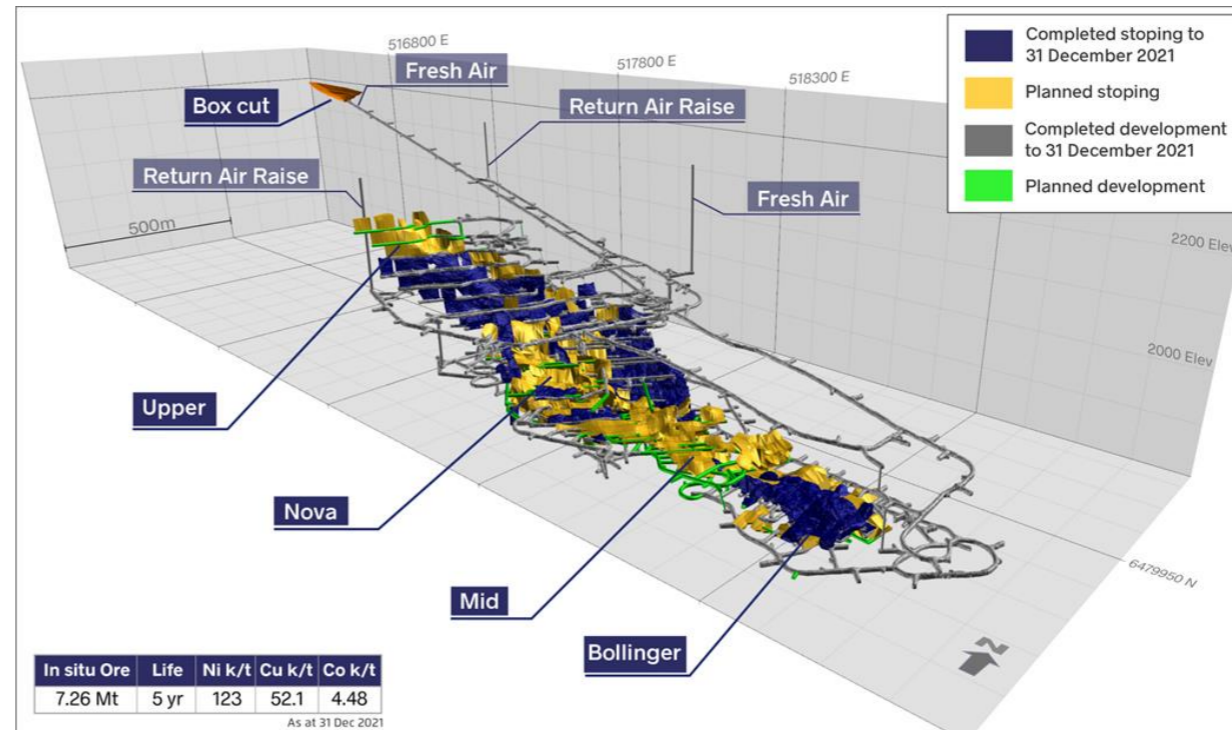 516800 E
517800 E
518300 E
Completed stoping to
31 December 2021
Planned stoping
Completed development
to 31 December 2021
Planned development
Fresh Air
Box cut
Return Air Raise
Return Air Raise
Fresh Air
500m
2200 Elev
2000 Elev
Upper
Nova
Mid
Bollinger
6479950 N
N
In situ Ore Life Ni k/t Cu k/t Co k/t
7.26 Mt 5 yr 123 52.1 4.48
As at 31 Dec 2021